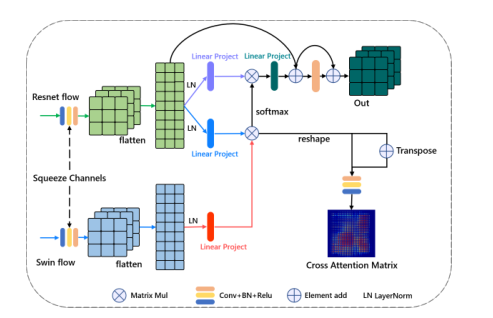 Linear Project
Linear Project
LN
Resnet flow
Out
softmax
LN
flatten
reshape
Linear Project
Transpose
Squeeze Channels
LN
Swin flow
flatten
Linear Project
Cross Attention Matrix
Matrix Mul
Conv+BN+Relu
Element add
LN LayerNorm